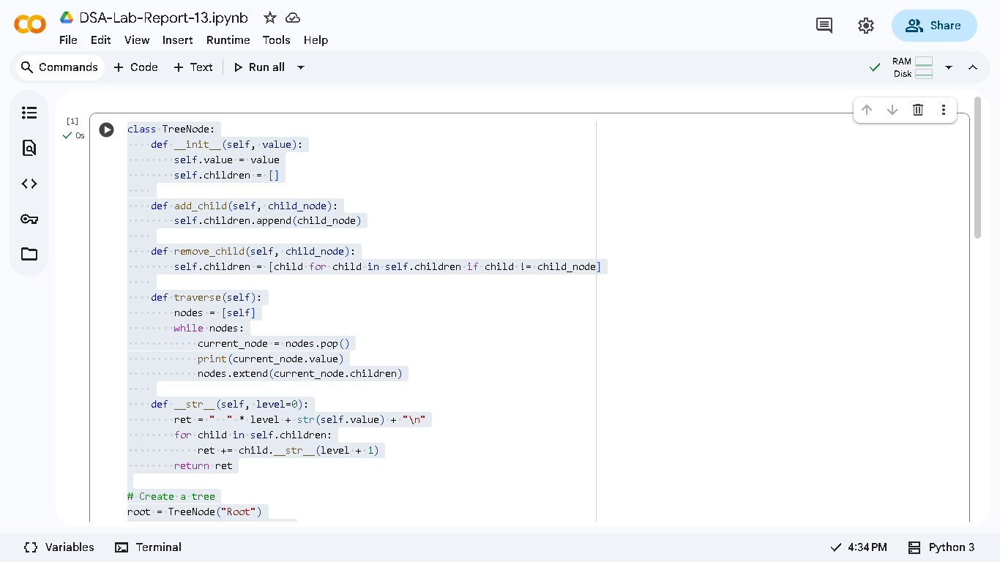 DSA-Lab-Report-13.ipynb
File Edit View Insert Runtime Tools Help
Share
Commands + Code + Text Run all
RAM
Disk
[1]
0s
class TreeNode:
    def __init__(self, value):
        self.value = value
        self.children = []
    def add_child(self, child_node):
        self.children.append(child_node)
    def remove_child(self, child_node):
        self.children = [child for child in self.children if child != child_node]
    def traverse(self):
        nodes = [self]
        while nodes:
            current_node = nodes.pop()
            print(current_node.value)
            nodes.extend(current_node.children)
    def __str__(self, level=0):
        ret = "  " * level + str(self.value) + "\n"
        for child in self.children:
            ret += child.__str__(level + 1)
        return ret
# Create a tree
root = TreeNode("Root")
Variables Terminal
4:34 PM Python 3